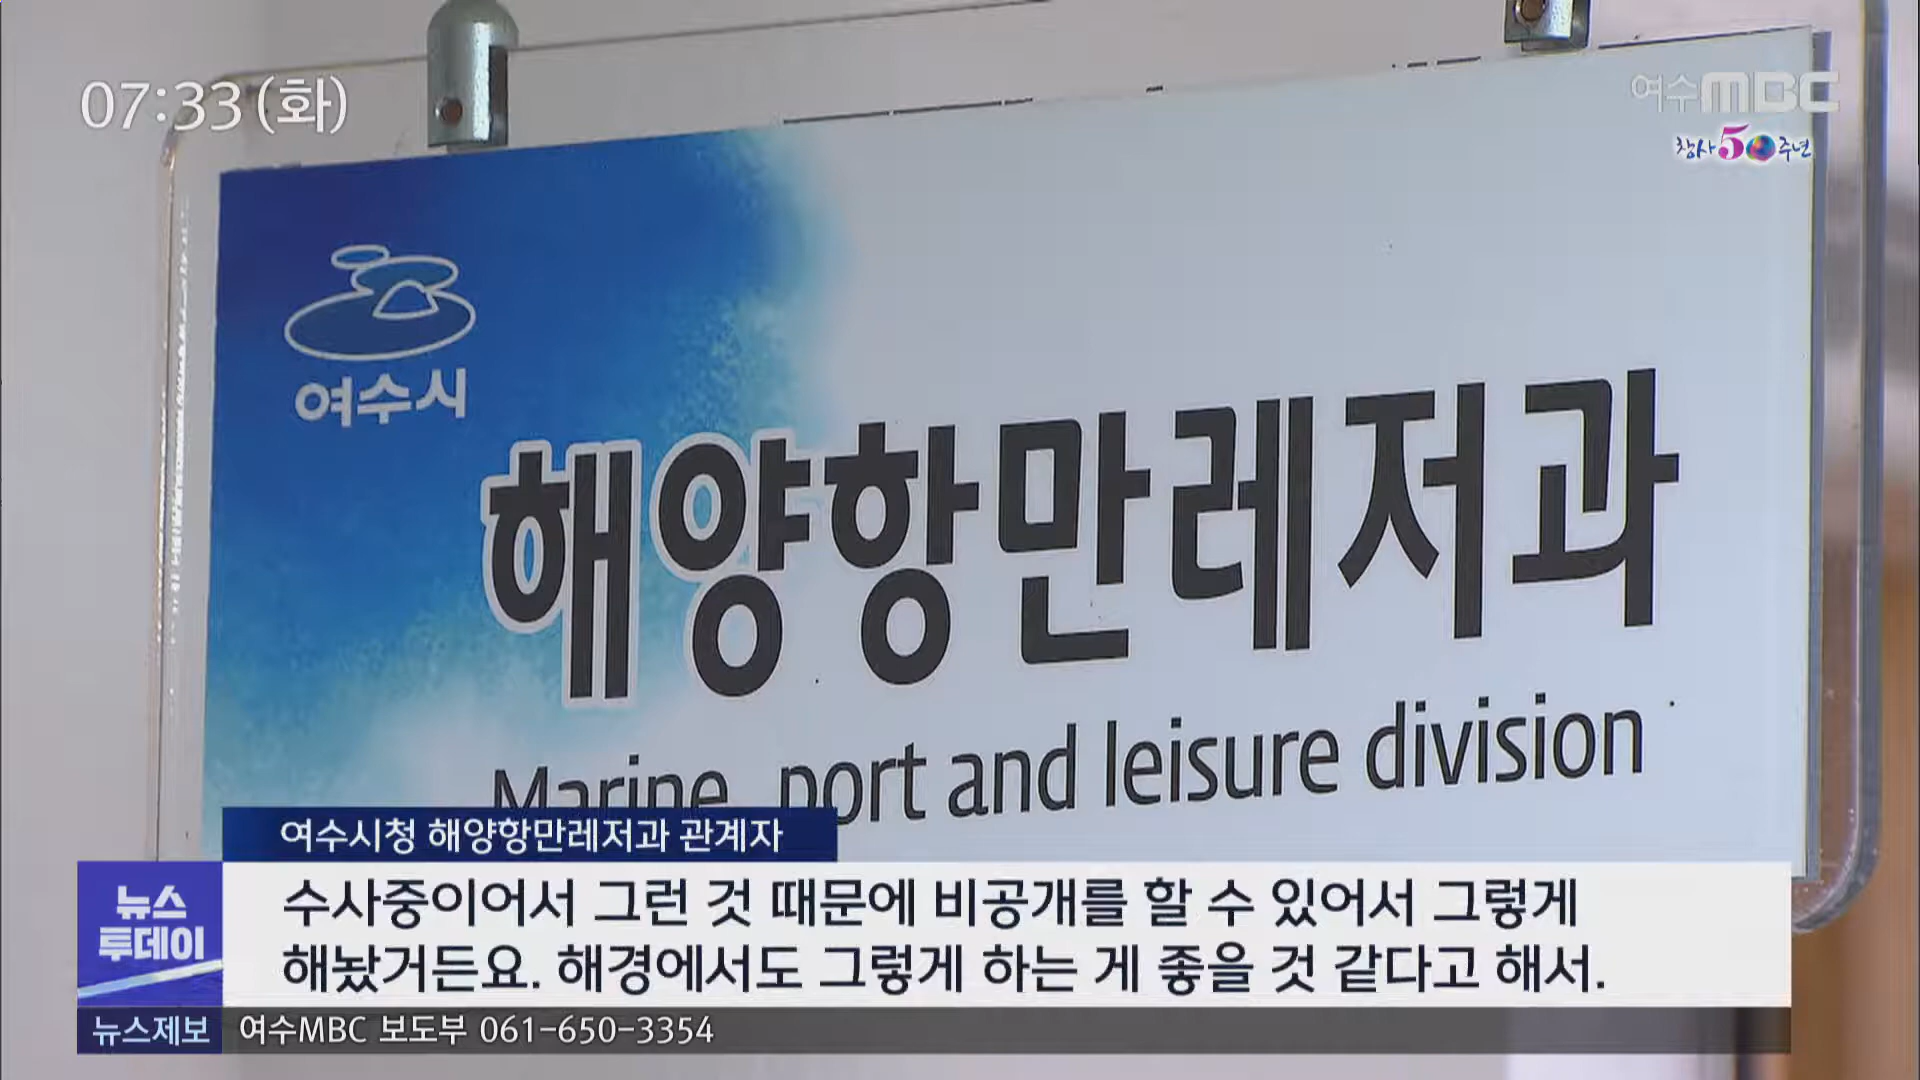 07:33(화)
여수MBC
창사50주년
여수시
해양항만레저과
Marine, port and leisure division
여수시청 해양항만레저과 관계자
뉴스
투데이
수사중이어서 그런 것 때문에 비공개를 할 수 있어서 그렇게
해놨거든요. 해경에서도 그렇게 하는 게 좋을 것 같다고 해서.
뉴스제보
여수MBC 보도부 061-650-3354